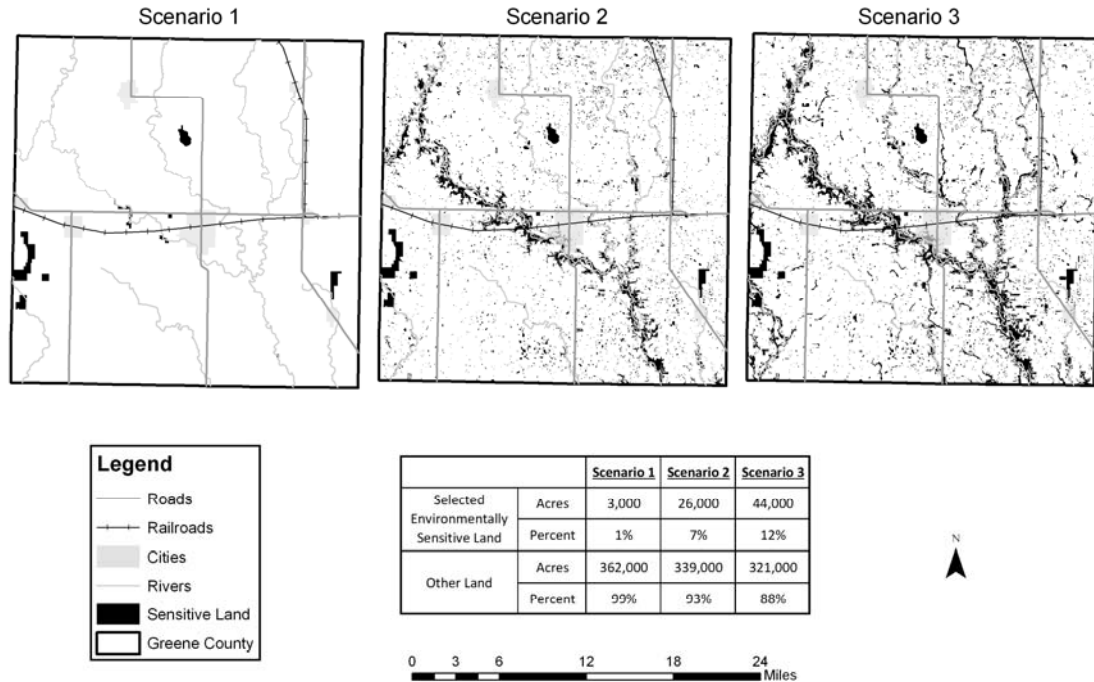 Scenario 1
Scenario 2
Scenario 3
Legend
Roads
Railroads
Cities
Rivers
Sensitive Land
Greene County
Scenario 1 Scenario 2 Scenario 3
Selected Environmentally Sensitive Land Acres 3,000 26,000 44,000
Percent 1% 7% 12%
Other Land Acres 362,000 339,000 321,000
Percent 99% 93% 88%
N
0 3 6 12 18 24 Miles